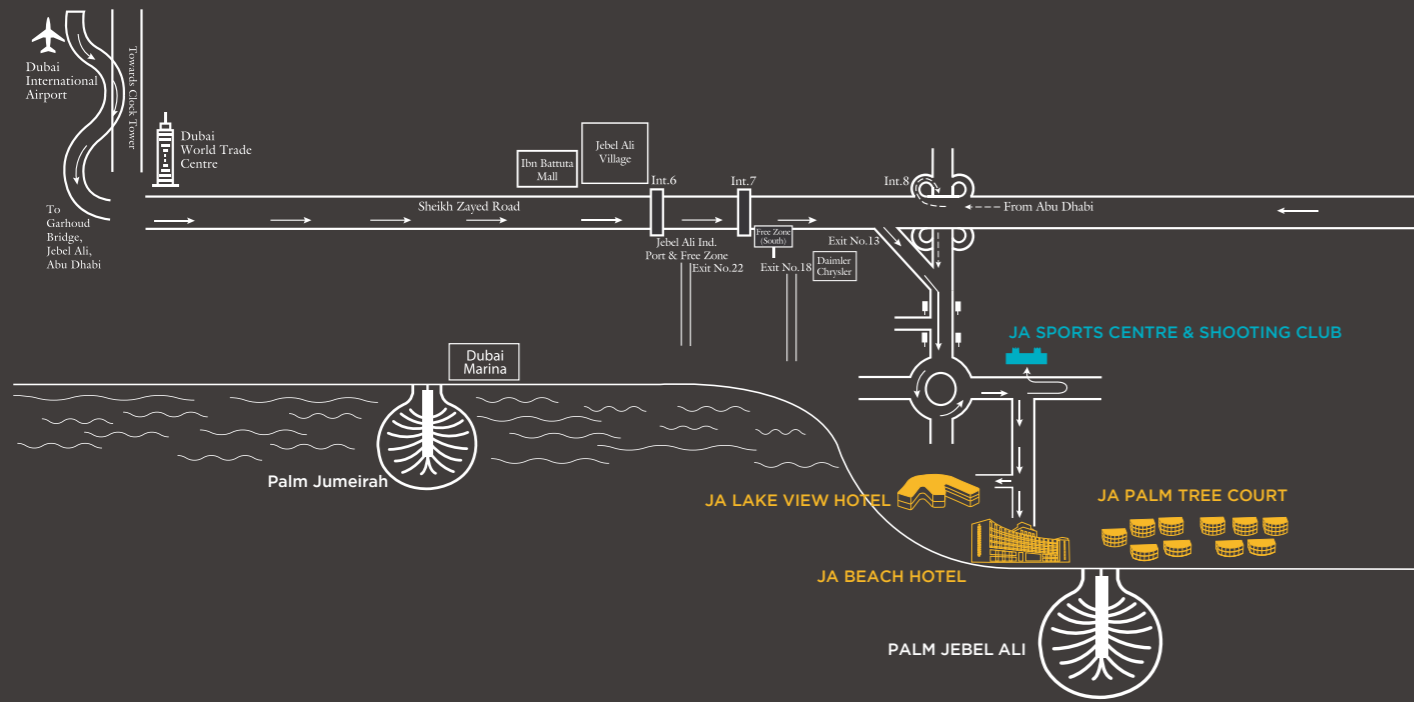 Dubai
International
Airport
Towards Clock Tower
Dubai
World Trade
Centre
To
Garhoud
Bridge,
Jebel Ali,
Abu Dhabi
Ibn Battuta
Mall
Jebel Ali
Village
Int.6
Int.7
Int.8
Sheikh Zayed Road
From Abu Dhabi
Jebel Ali Ind.
Port & Free Zone
Exit No.22
Free Zone
(South)
Exit No.18
Exit No.13
Daimler
Chrysler
JA SPORTS CENTRE & SHOOTING CLUB
Dubai
Marina
Palm Jumeirah
JA LAKE VIEW HOTEL
JA PALM TREE COURT
JA BEACH HOTEL
PALM JEBEL ALI